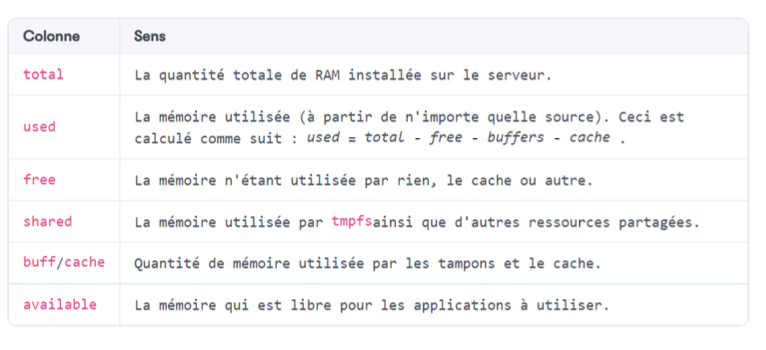 Colonne Sens
total La quantité totale de RAM installée sur le serveur.
used La mémoire utilisée (à partir de n'importe quelle source). Ceci est
calculé comme suit : used = total - free - buffers - cache .
free La mémoire n'étant utilisée par rien, le cache ou autre.
shared La mémoire utilisée par tmpfsainsi que d'autres ressources partagées.
buff/cache Quantité de mémoire utilisée par les tampons et le cache.
available La mémoire qui est libre pour les applications à utiliser.